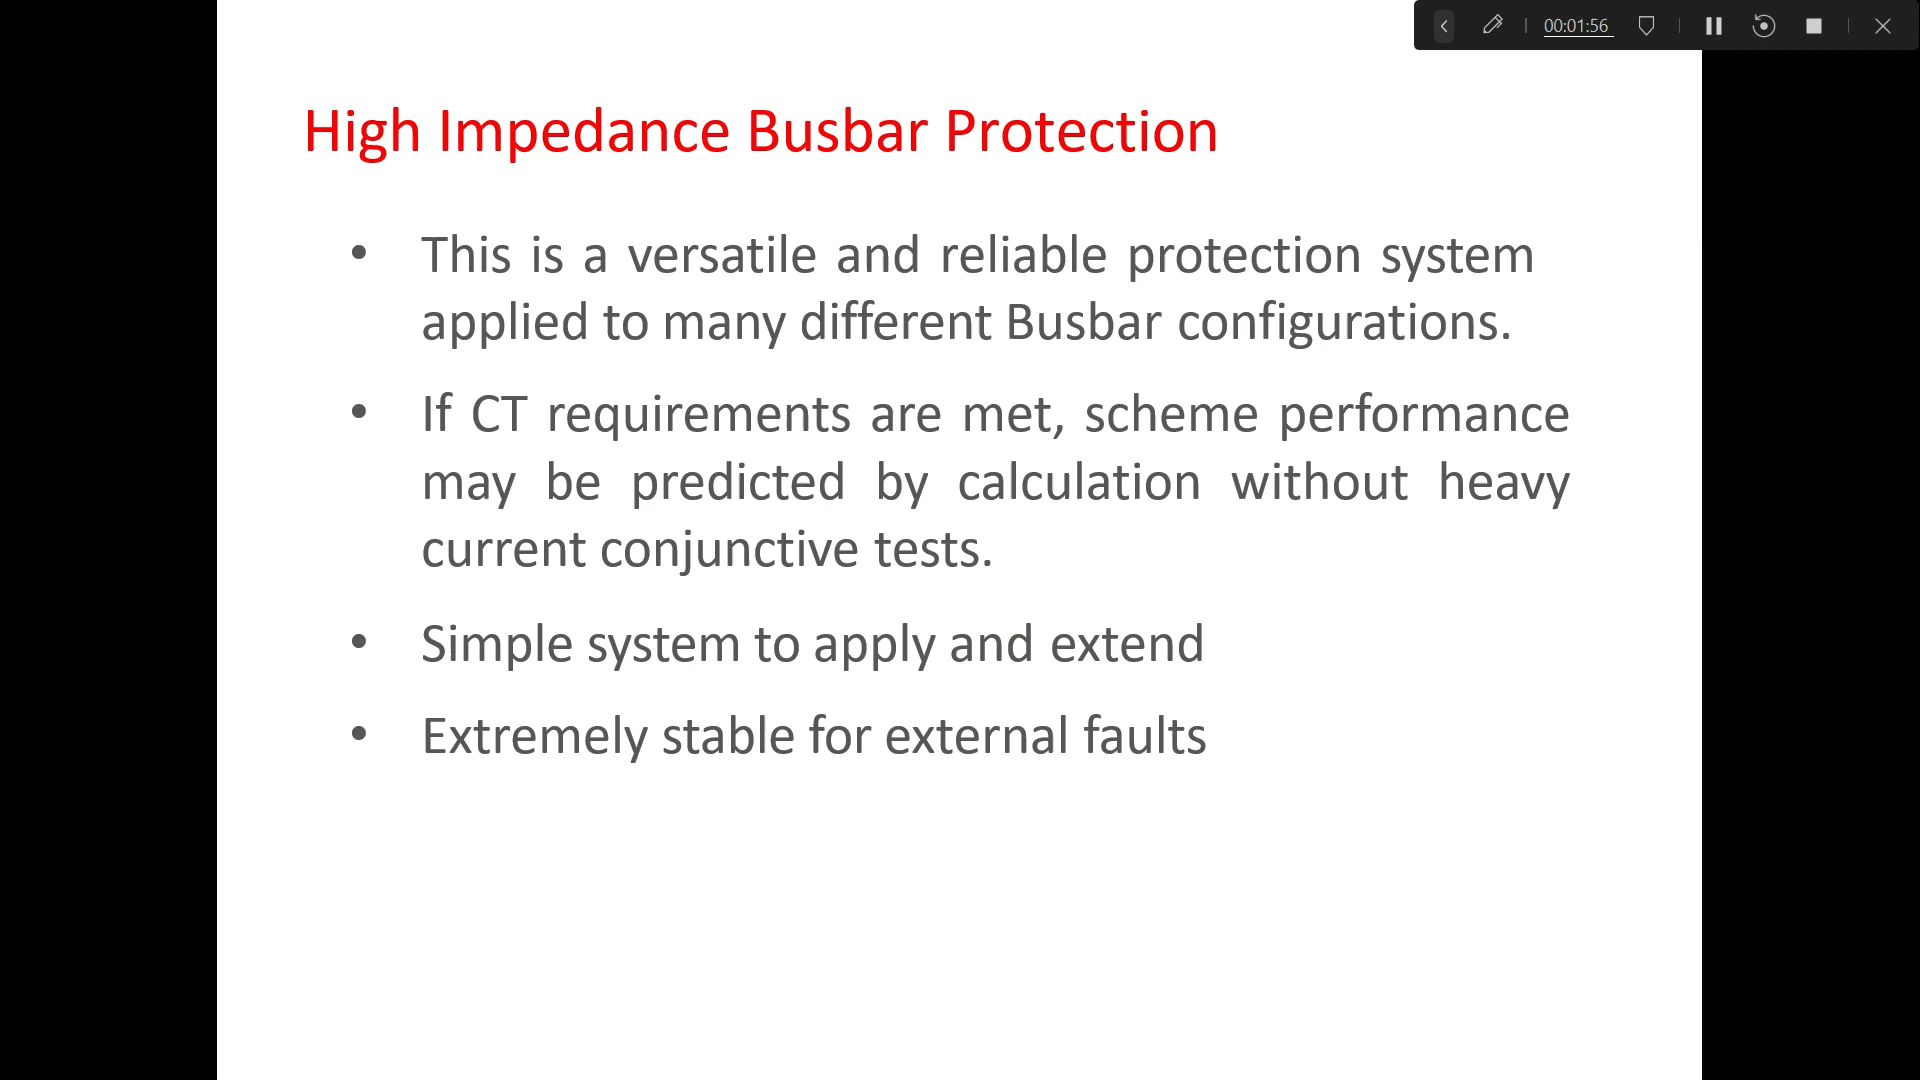 00:01:56
High Impedance Busbar Protection
• This is a versatile and reliable protection system
applied to many different Busbar configurations.
• If CT requirements are met, scheme performance
may be predicted by calculation without heavy
current conjunctive tests.
• Simple system to apply and extend
• Extremely stable for external faults